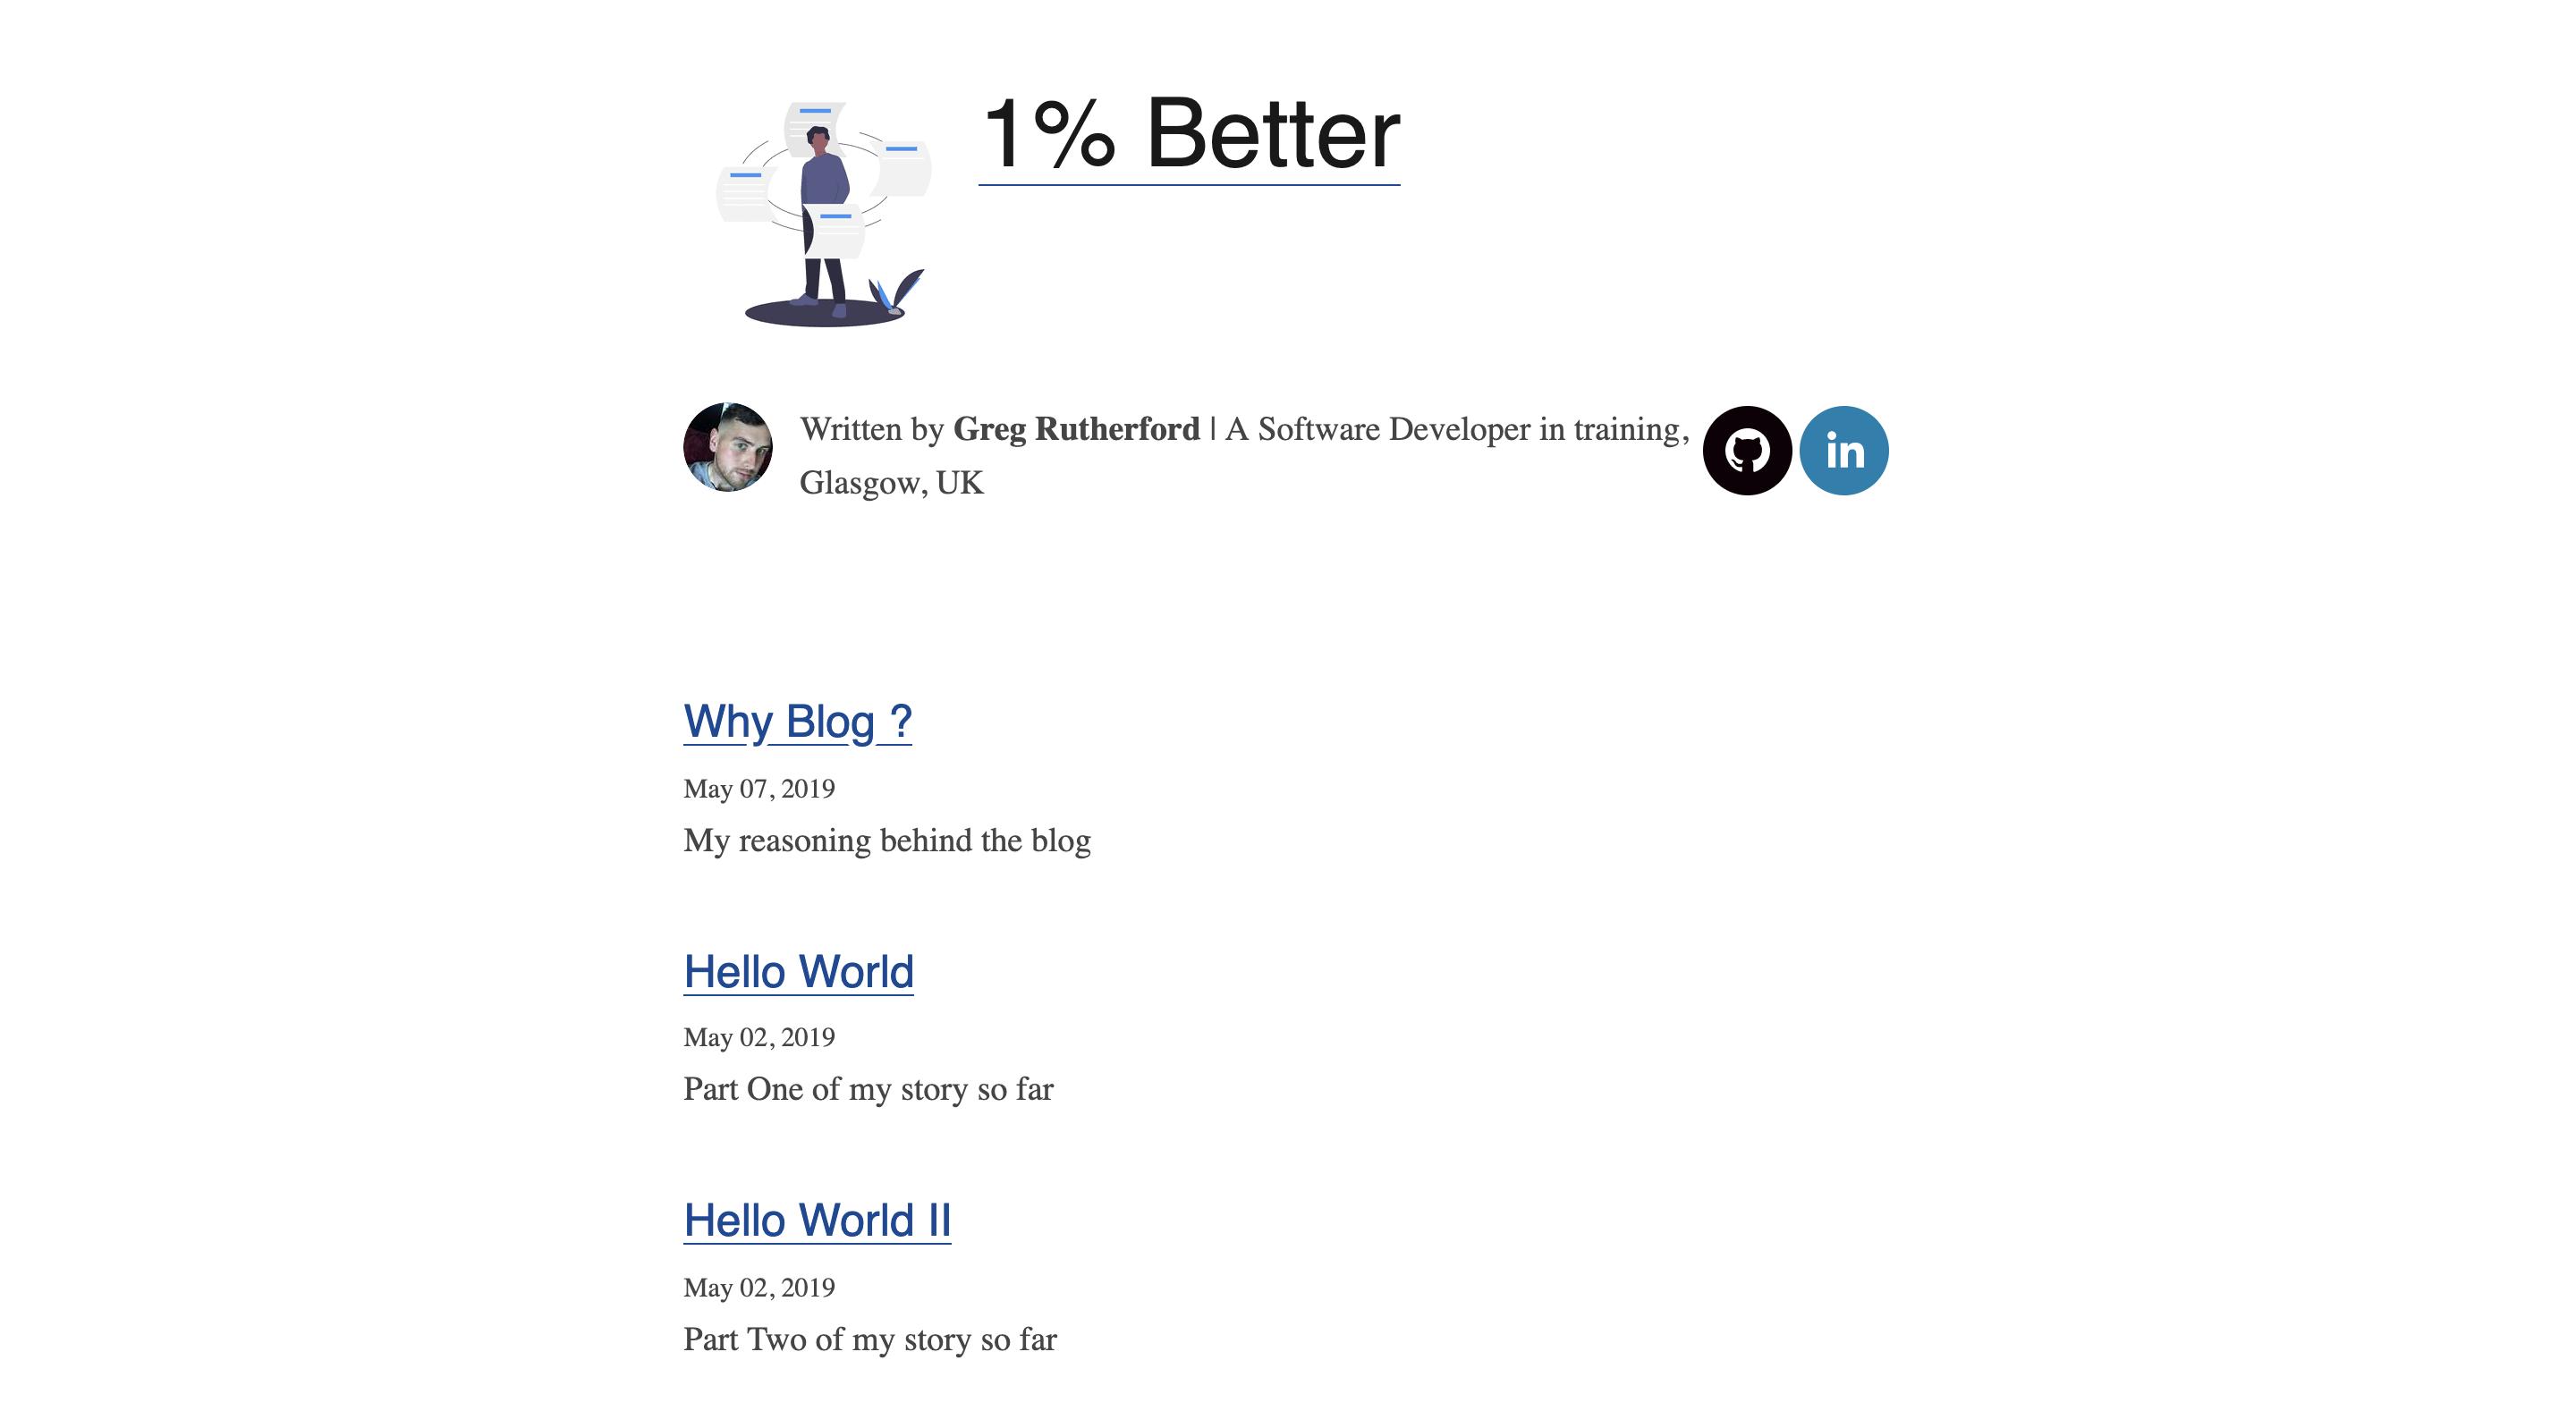 1% Better
Written by Greg Rutherford | A Software Developer in training,
Glasgow, UK
in
Why Blog ?
May 07, 2019
My reasoning behind the blog
Hello World
May 02, 2019
Part One of my story so far
Hello World II
May 02, 2019
Part Two of my story so far